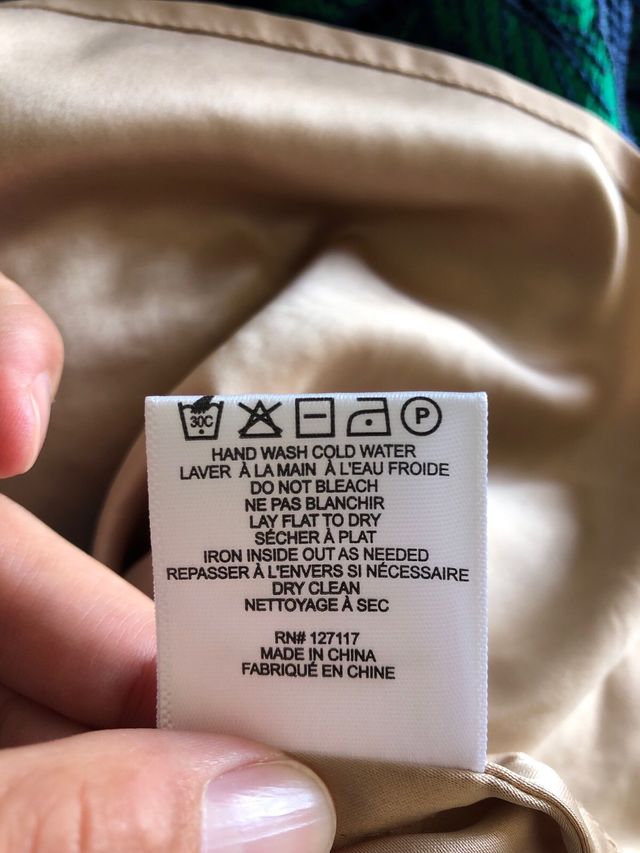 30C P
HAND WASH COLD WATER
LAVER À LA MAIN À L'EAU FROIDE
DO NOT BLEACH
NE PAS BLANCHIR
LAY FLAT TO DRY
SÉCHER À PLAT
IRON INSIDE OUT AS NEEDED
REPASSER À L'ENVERS SI NÉCESSAIRE
DRY CLEAN
NETTOYAGE À SEC
RN# 127117
MADE IN CHINA
FABRIQUÉ EN CHINE